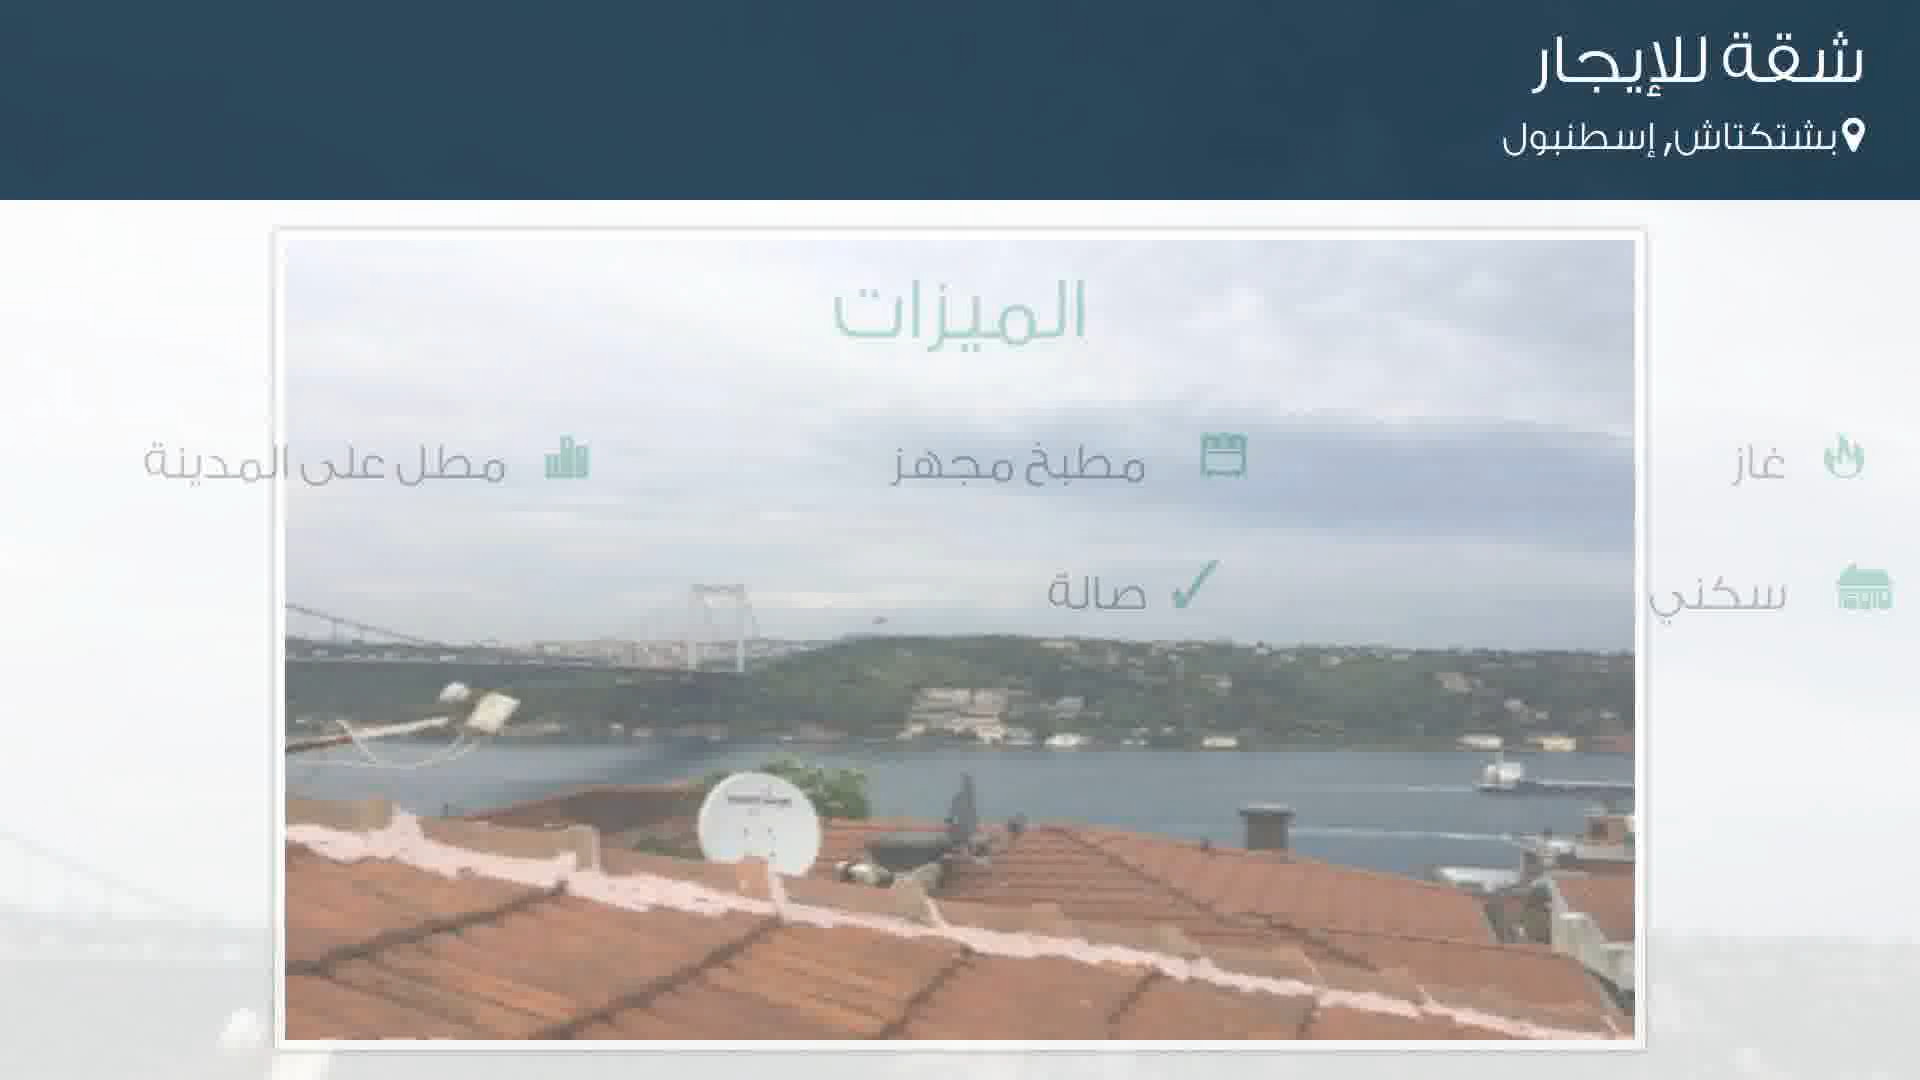 شقة للإيجار
بشتكتاش, إسطنبول
الميزات
غاز
مطبخ مجهز
مطل على المدينة
سكني
صالة